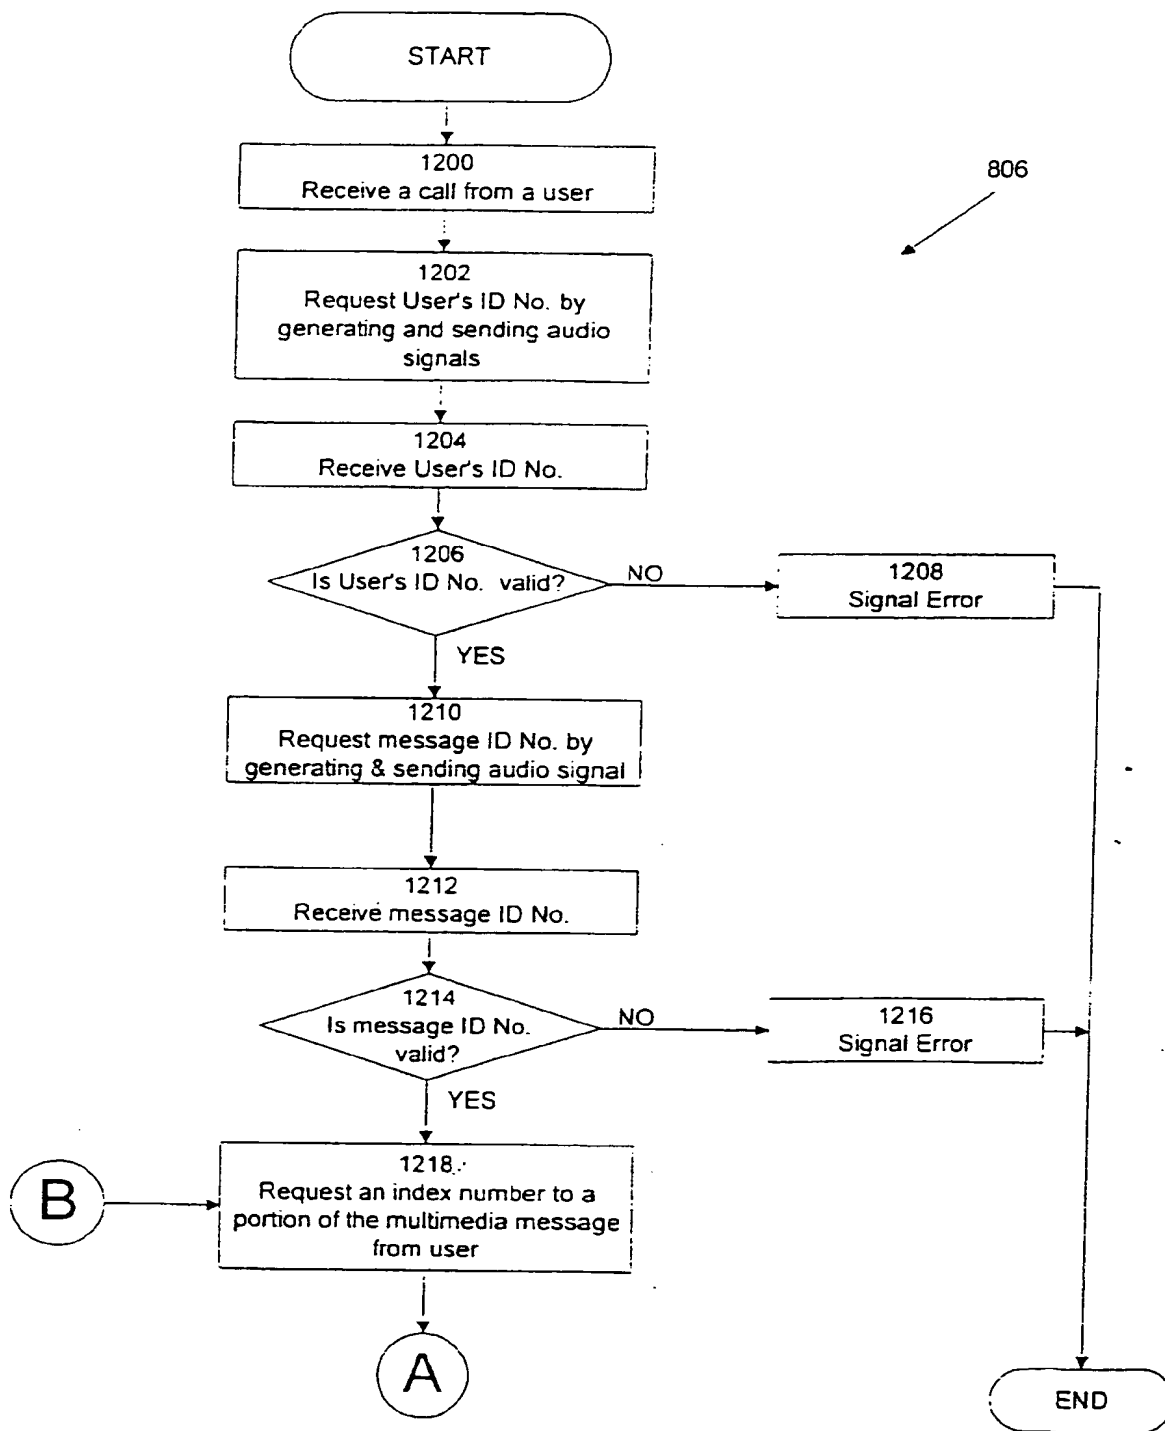 START
1200
Receive a call from a user
806
1202
Request User's ID No. by
generating and sending audio
signals
1204
Receive User's ID No.
1206
Is User's ID No. valid?
NO
1208
Signal Error
YES
1210
Request message ID No. by
generating & sending audio signal
1212
Receive message ID No.
1214
Is message ID No.
valid?
NO
1216
Signal Error
YES
B
1218
Request an index number to a
portion of the multimedia message
from user
A
END